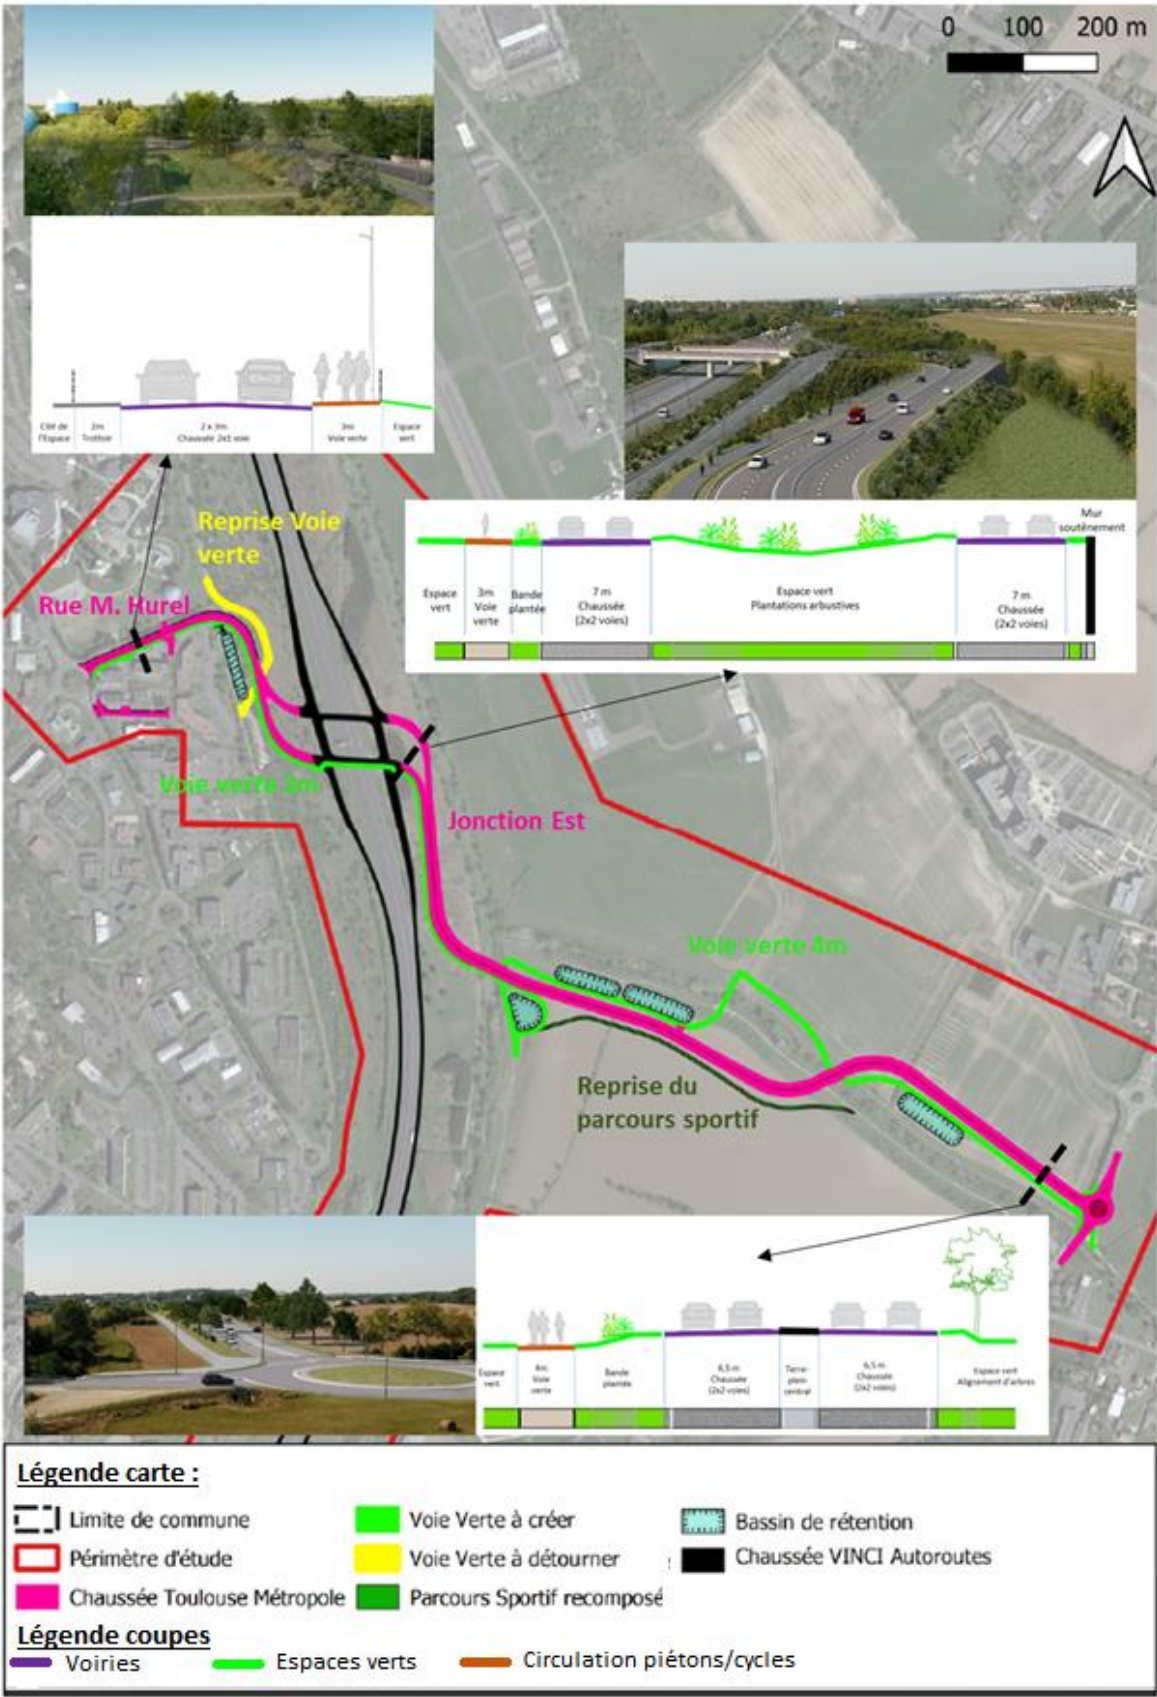 0 100 200 m
Cité de
l'Espace
2m
Trottoir
2 x 3m
Chaussée 2x1 voie
3m
Voie verte
Espace
vert
Reprise Voie
verte
Rue M. Hurel
Mur
soutènement
Espace
vert
3m
Voie
verte
Bande
plantée
7 m
Chaussée
(2x2 voies)
Espace vert
Plantations arbustives
7 m
Chaussée
(2x2 voies)
Voie verte 3m
Jonction Est
Voie verte 4m
Reprise du
parcours sportif
Espace
vert
4m
Voie
verte
Bande
plantée
6,5 m
Chaussée
(2x2 voies)
Terre-
plein
central
6,5 m
Chaussée
(2x2 voies)
Espace vert
Alignement d'arbres
Légende carte :
Limite de commune
Voie Verte à créer
Bassin de rétention
Périmètre d'étude
Voie Verte à détourner
Chaussée VINCI Autoroutes
Chaussée Toulouse Métropole
Parcours Sportif recomposé
Légende coupes
Voiries
Espaces verts
Circulation piétons/cycles